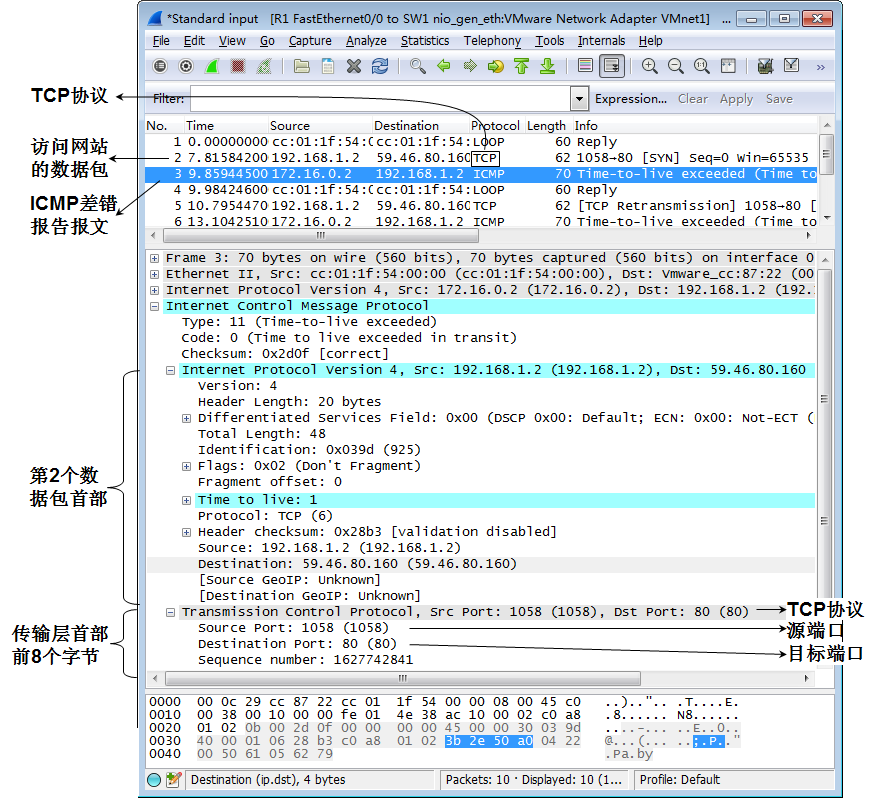 *Standard input [R1 FastEthernet0/0 to SW1 nio_gen_eth:VMware Network Adapter VMnet1] ...
File Edit View Go Capture Analyze Statistics Telephony Tools Internals Help
TCP协议
Filter: Expression... Clear Apply Save
No. Time Source Destination Protocol Length Info
1 0.00000000 cc:01:1f:54:0 cc:01:1f:54: LOOP 60 Reply
访问网站
的数据包
2 7.81584200 192.168.1.2 59.46.80.160 TCP 62 1058→80 [SYN] Seq=0 Win=65535
3 9.85944500 172.16.0.2 192.168.1.2 ICMP 70 Time-to-live exceeded (Time to
ICMP差错
报告报文
4 9.98424600 cc:01:1f:54:0 cc:01:1f:54: LOOP 60 Reply
5 10.7954470 192.168.1.2 59.46.80.160 TCP 62 [TCP Retransmission] 1058→80 [
6 13.1042510 172.16.0.2 192.168.1.2 ICMP 70 Time-to-live exceeded (Time to
Frame 3: 70 bytes on wire (560 bits), 70 bytes captured (560 bits) on interface 0
Ethernet II, Src: cc:01:1f:54:00:00 (cc:01:1f:54:00:00), Dst: Vmware_cc:87:22 (00
Internet Protocol Version 4, Src: 172.16.0.2 (172.16.0.2), Dst: 192.168.1.2 (192.
Internet Control Message Protocol
Type: 11 (Time-to-live exceeded)
Code: 0 (Time to live exceeded in transit)
Checksum: 0x2d0f [correct]
Internet Protocol Version 4, Src: 192.168.1.2 (192.168.1.2), Dst: 59.46.80.160
Version: 4
Header Length: 20 bytes
Differentiated Services Field: 0x00 (DSCP 0x00: Default; ECN: 0x00: Not-ECT (
Total Length: 48
Identification: 0x039d (925)
Flags: 0x02 (Don't Fragment)
Fragment offset: 0
第2个数
据包首部
Time to live: 1
Protocol: TCP (6)
Header checksum: 0x28b3 [validation disabled]
Source: 192.168.1.2 (192.168.1.2)
Destination: 59.46.80.160 (59.46.80.160)
[Source GeoIP: Unknown]
[Destination GeoIP: Unknown]
Transmission Control Protocol, Src Port: 1058 (1058), Dst Port: 80 (80)
TCP协议
Source Port: 1058 (1058)
源端口
传输层首部
前8个字节
Destination Port: 80 (80)
目标端口
Sequence number: 1627742841
0000 00 0c 29 cc 87 22 cc 01 1f 54 00 00 08 00 45 c0 ..).."... .T....E.
0010 00 38 00 10 00 00 fe 01 4e 38 ac 10 00 02 c0 a8 .8...... N8......
0020 01 02 0b 00 2d 0f 00 00 00 00 45 00 00 30 03 9d ....-... ..E..0..
0030 40 00 01 06 28 b3 c0 a8 01 02 3b 2e 50 a0 04 22 @...(... ..;.P.."
0040 00 50 61 05 62 79 .Pa.by
Destination (ip.dst), 4 bytes Packets: 10 · Displayed: 10 (1... Profile: Default